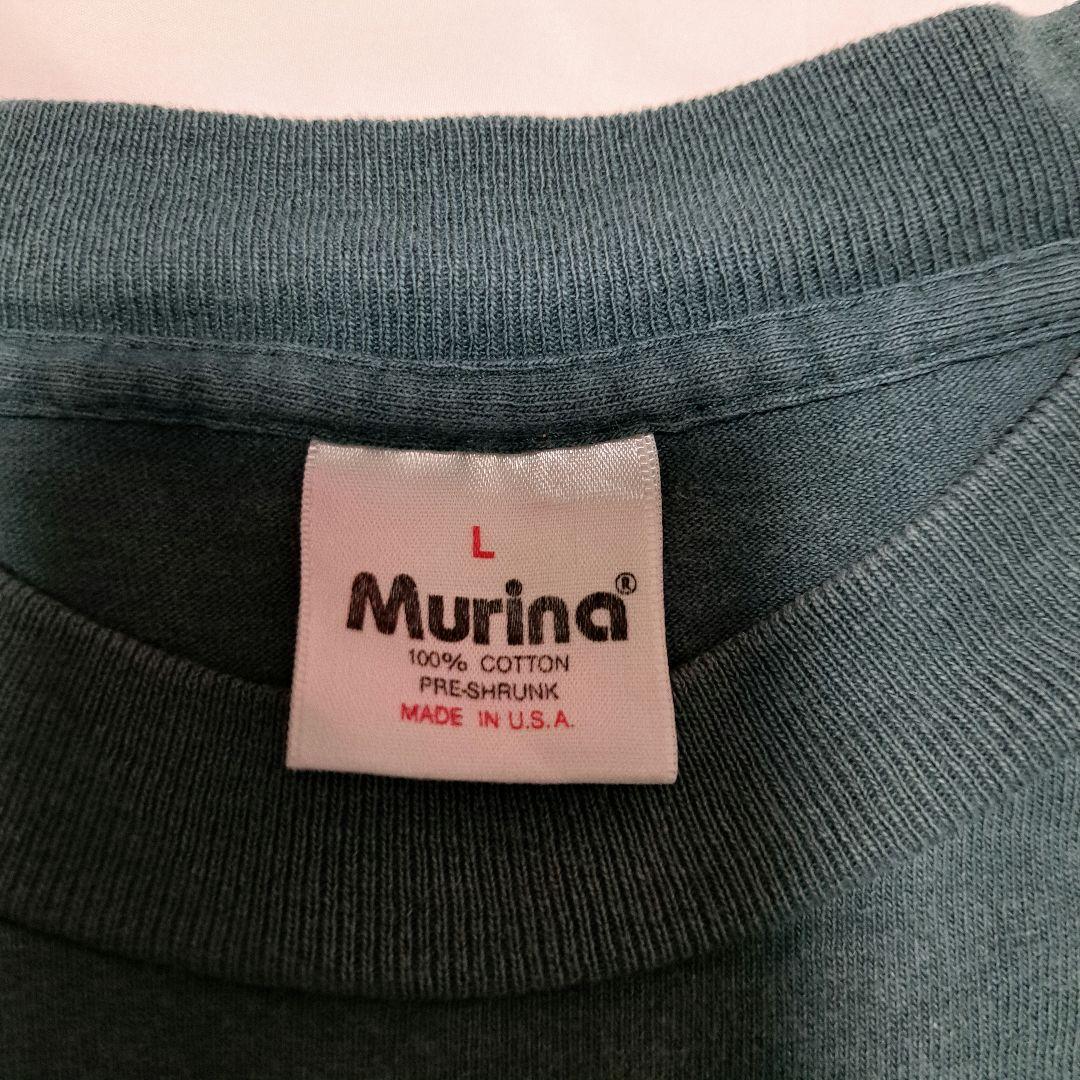 L
Murina®
100% COTTON
PRE-SHRUNK
MADE IN U.S.A.